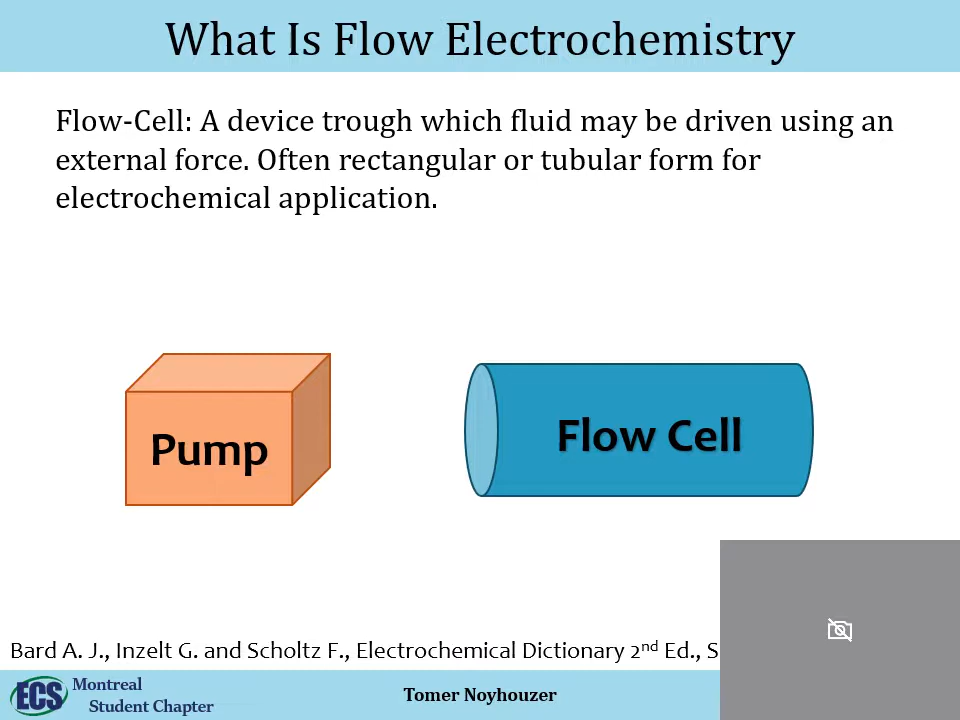 What Is Flow Electrochemistry
Flow-Cell: A device trough which fluid may be driven using an
external force. Often rectangular or tubular form for
electrochemical application.
Pump
Flow Cell
Bard A. J., Inzelt G. and Scholtz F., Electrochemical Dictionary 2nd Ed., S
ECS Montreal
Student Chapter
Tomer Noyhouzer